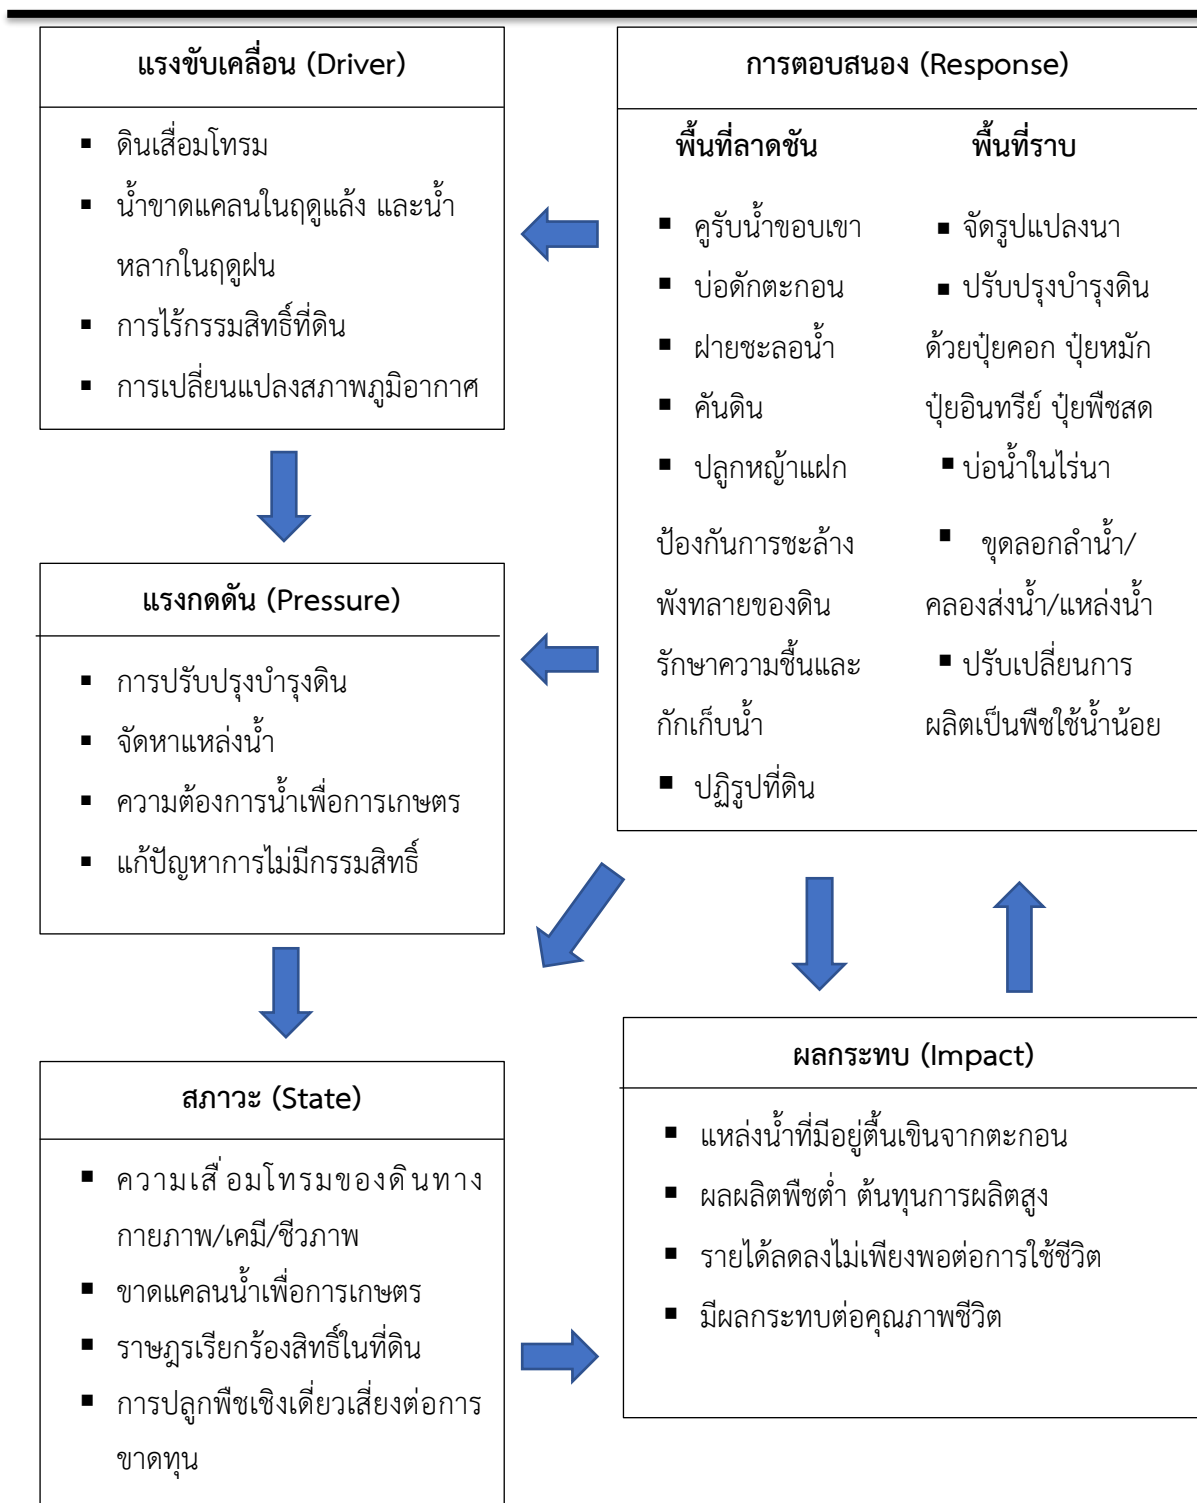 แรงขับเคลื่อน (Driver)
▪ ดินเสื่อมโทรม
▪ น้ำขาดแคลนในฤดูแล้ง และน้ำ
หลากในฤดูฝน
▪ การไร้กรรมสิทธิ์ที่ดิน
▪ การเปลี่ยนแปลงสภาพภูมิอากาศ
แรงกดดัน (Pressure)
▪ การปรับปรุงบำรุงดิน
▪ จัดหาแหล่งน้ำ
▪ ความต้องการน้ำเพื่อการเกษตร
▪ แก้ปัญหาการไม่มีกรรมสิทธิ์
สภาวะ (State)
▪ ความเสื่อมโทรมของดินทาง
กายภาพ/เคมี/ชีวภาพ
▪ ขาดแคลนน้ำเพื่อการเกษตร
▪ ราษฎรเรียกร้องสิทธิ์ในที่ดิน
▪ การปลูกพืชเชิงเดี่ยวเสี่ยงต่อการ
ขาดทุน
การตอบสนอง (Response)
พื้นที่ลาดชัน
▪ คูรับน้ำขอบเขา
▪ บ่อดักตะกอน
▪ ฝายชะลอน้ำ
▪ คันดิน
▪ ปลูกหญ้าแฝก
ป้องกันการชะล้าง
พังทลายของดิน
รักษาความชื้นและ
กักเก็บน้ำ
▪ ปฏิรูปที่ดิน
พื้นที่ราบ
▪ จัดรูปแปลงนา
▪ ปรับปรุงบำรุงดิน
ด้วยปุ๋ยคอก ปุ๋ยหมัก
ปุ๋ยอินทรีย์ ปุ๋ยพืชสด
▪ บ่อน้ำในไร่นา
▪ ขุดลอกลำน้ำ/
คลองส่งน้ำ/แหล่งน้ำ
▪ ปรับเปลี่ยนการ
ผลิตเป็นพืชใช้น้ำน้อย
ผลกระทบ (Impact)
▪ แหล่งน้ำที่มีอยู่ตื้นเขินจากตะกอน
▪ ผลผลิตพืชต่ำ ต้นทุนการผลิตสูง
▪ รายได้ลดลงไม่เพียงพอต่อการใช้ชีวิต
▪ มีผลกระทบต่อคุณภาพชีวิต